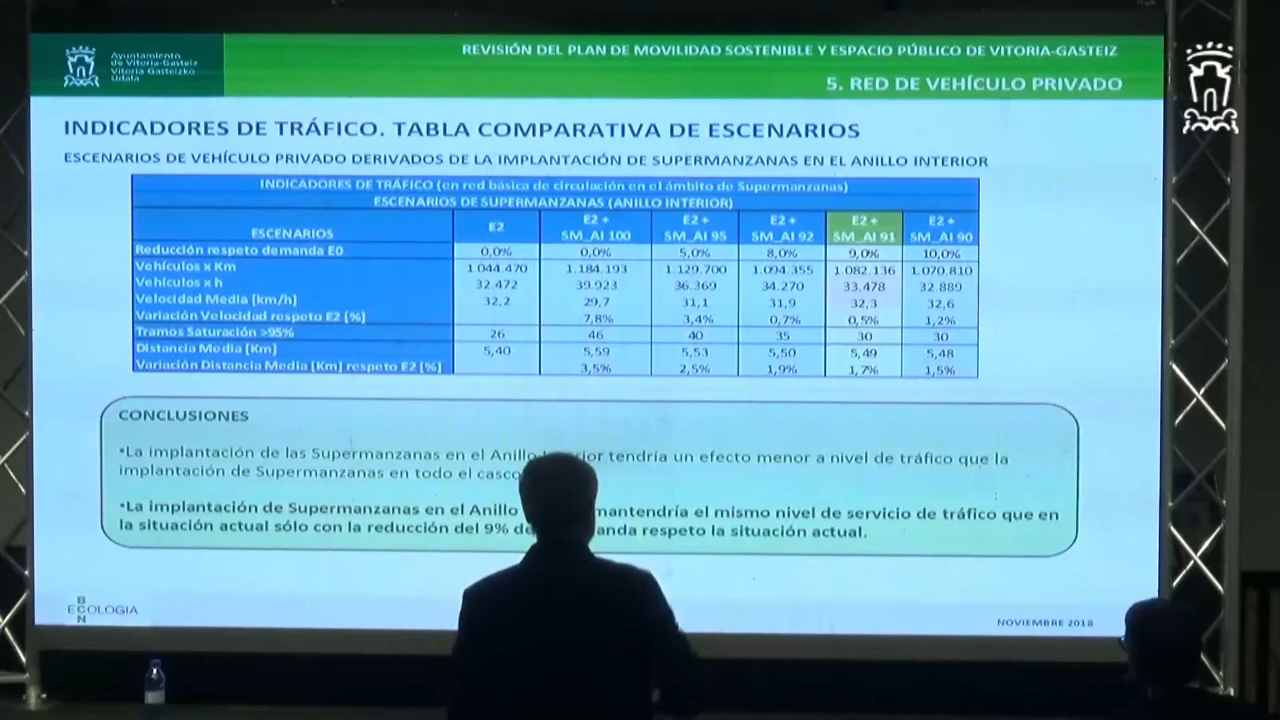 Ayuntamiento
de Vitoria-Gasteiz
Vitoria-Gasteizko
Udala
REVISIÓN DEL PLAN DE MOVILIDAD SOSTENIBLE Y ESPACIO PÚBLICO DE VITORIA-GASTEIZ
5. RED DE VEHÍCULO PRIVADO
INDICADORES DE TRÁFICO. TABLA COMPARATIVA DE ESCENARIOS
ESCENARIOS DE VEHÍCULO PRIVADO DERIVADOS DE LA IMPLANTACIÓN DE SUPERMANZANAS EN EL ANILLO INTERIOR
INDICADORES DE TRÁFICO (en red básica de circulación en el ámbito de Supermanzanas)
ESCENARIOS DE SUPERMANZANAS (ANILLO INTERIOR)
ESCENARIOS E2 E2 + SM_AI 100 E2 + SM_AI 95 E2 + SM_AI 92 E2 + SM_AI 91 E2 + SM_AI 90
Reducción respeto demanda E0 0,0% 0,0% 5,0% 8,0% 9,0% 10,0%
Vehículos x Km 1.044.470 1.184.193 1.129.700 1.094.355 1.082.136 1.070.810
Vehículos x h 32.472 39.923 36.369 34.270 33.478 32.889
Velocidad Media [km/h] 32,2 29,7 31,1 31,9 32,3 32,6
Variación Velocidad respeto E2 [%] 7,8% 3,4% 0,7% 0,5% 1,2%
Tramos Saturación >95% 26 46 40 35 30 30
Distancia Media [Km] 5,40 5,59 5,53 5,50 5,49 5,48
Variación Distancia Media [Km] respeto E2 [%] 3,5% 2,5% 1,9% 1,7% 1,5%
CONCLUSIONES
•La implantación de las Supermanzanas en el Anillo tendría un efecto menor a nivel de tráfico que la
implantación de Supermanzanas en todo el casco
•La implantación de Supermanzanas en el Anillo mantendría el mismo nivel de servicio de tráfico que en
la situación actual sólo con la reducción del 9% de respeto la situación actual.
BCN ECOLOGIA
NOVIEMBRE 2018